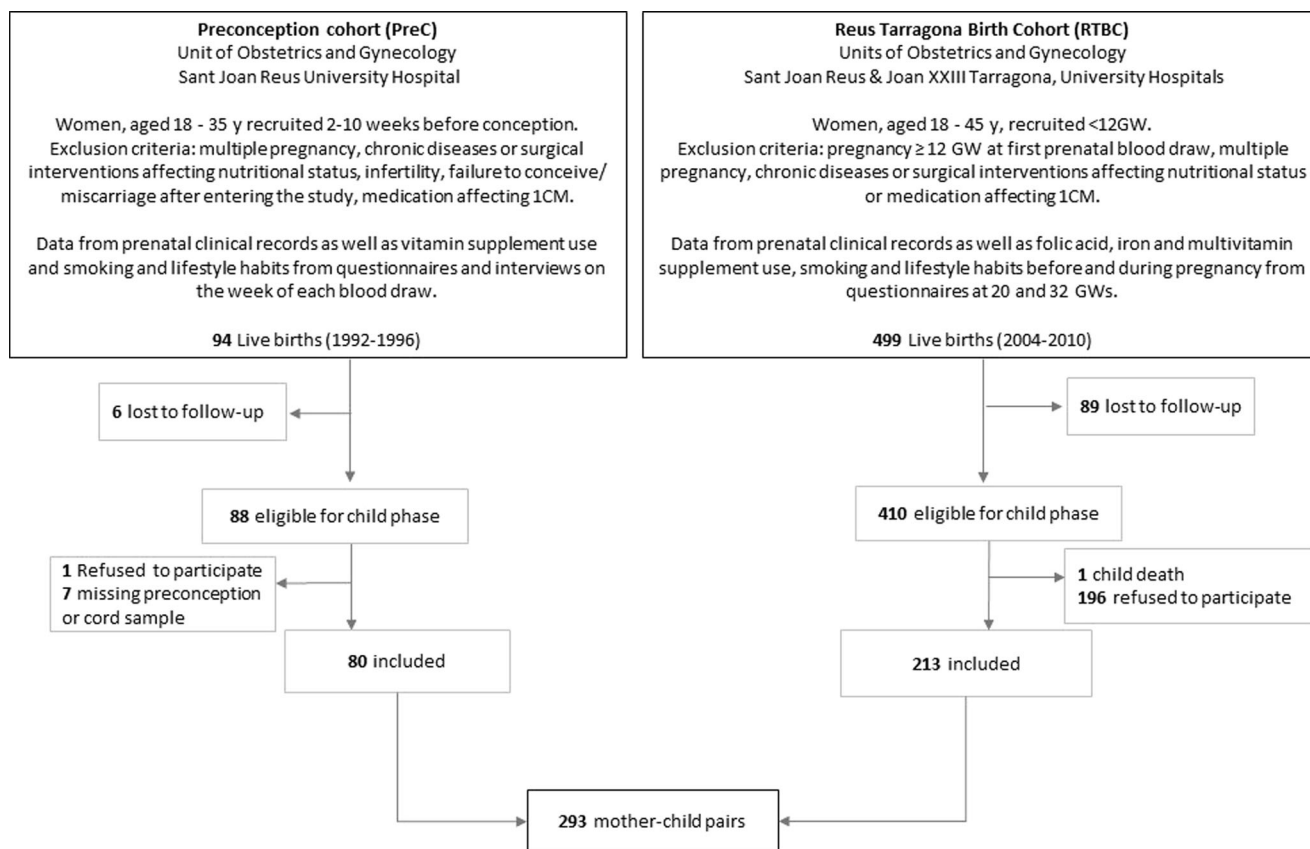 Preconception cohort (PreC)
Unit of Obstetrics and Gynecology
Sant Joan Reus University Hospital
Women, aged 18 - 35 y recruited 2-10 weeks before conception.
Exclusion criteria: multiple pregnancy, chronic diseases or surgical
interventions affecting nutritional status, infertility, failure to conceive/
miscarriage after entering the study, medication affecting 1CM.
Data from prenatal clinical records as well as vitamin supplement use
and smoking and lifestyle habits from questionnaires and interviews on
the week of each blood draw.
94 Live births (1992-1996)
Reus Tarragona Birth Cohort (RTBC)
Units of Obstetrics and Gynecology
Sant Joan Reus & Joan XXIII Tarragona, University Hospitals
Women, aged 18 - 45 y, recruited <12GW.
Exclusion criteria: pregnancy ≥ 12 GW at first prenatal blood draw, multiple
pregnancy, chronic diseases or surgical interventions affecting nutritional status
or medication affecting 1CM.
Data from prenatal clinical records as well as folic acid, iron and multivitamin
supplement use, smoking and lifestyle habits before and during pregnancy from
questionnaires at 20 and 32 GWs.
499 Live births (2004-2010)
6 lost to follow-up
89 lost to follow-up
88 eligible for child phase
410 eligible for child phase
1 Refused to participate
7 missing preconception
or cord sample
1 child death
196 refused to participate
80 included
213 included
293 mother-child pairs